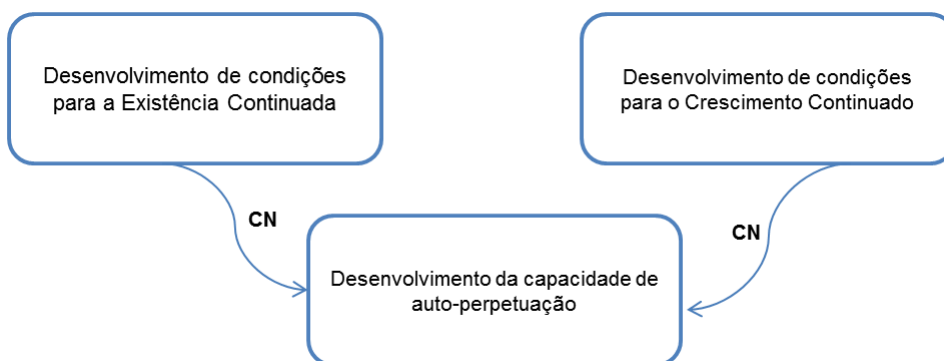 Desenvolvimento de condições
para a Existência Continuada
Desenvolvimento de condições
para o Crescimento Continuado
CN
CN
Desenvolvimento da capacidade de
auto-perpetuação